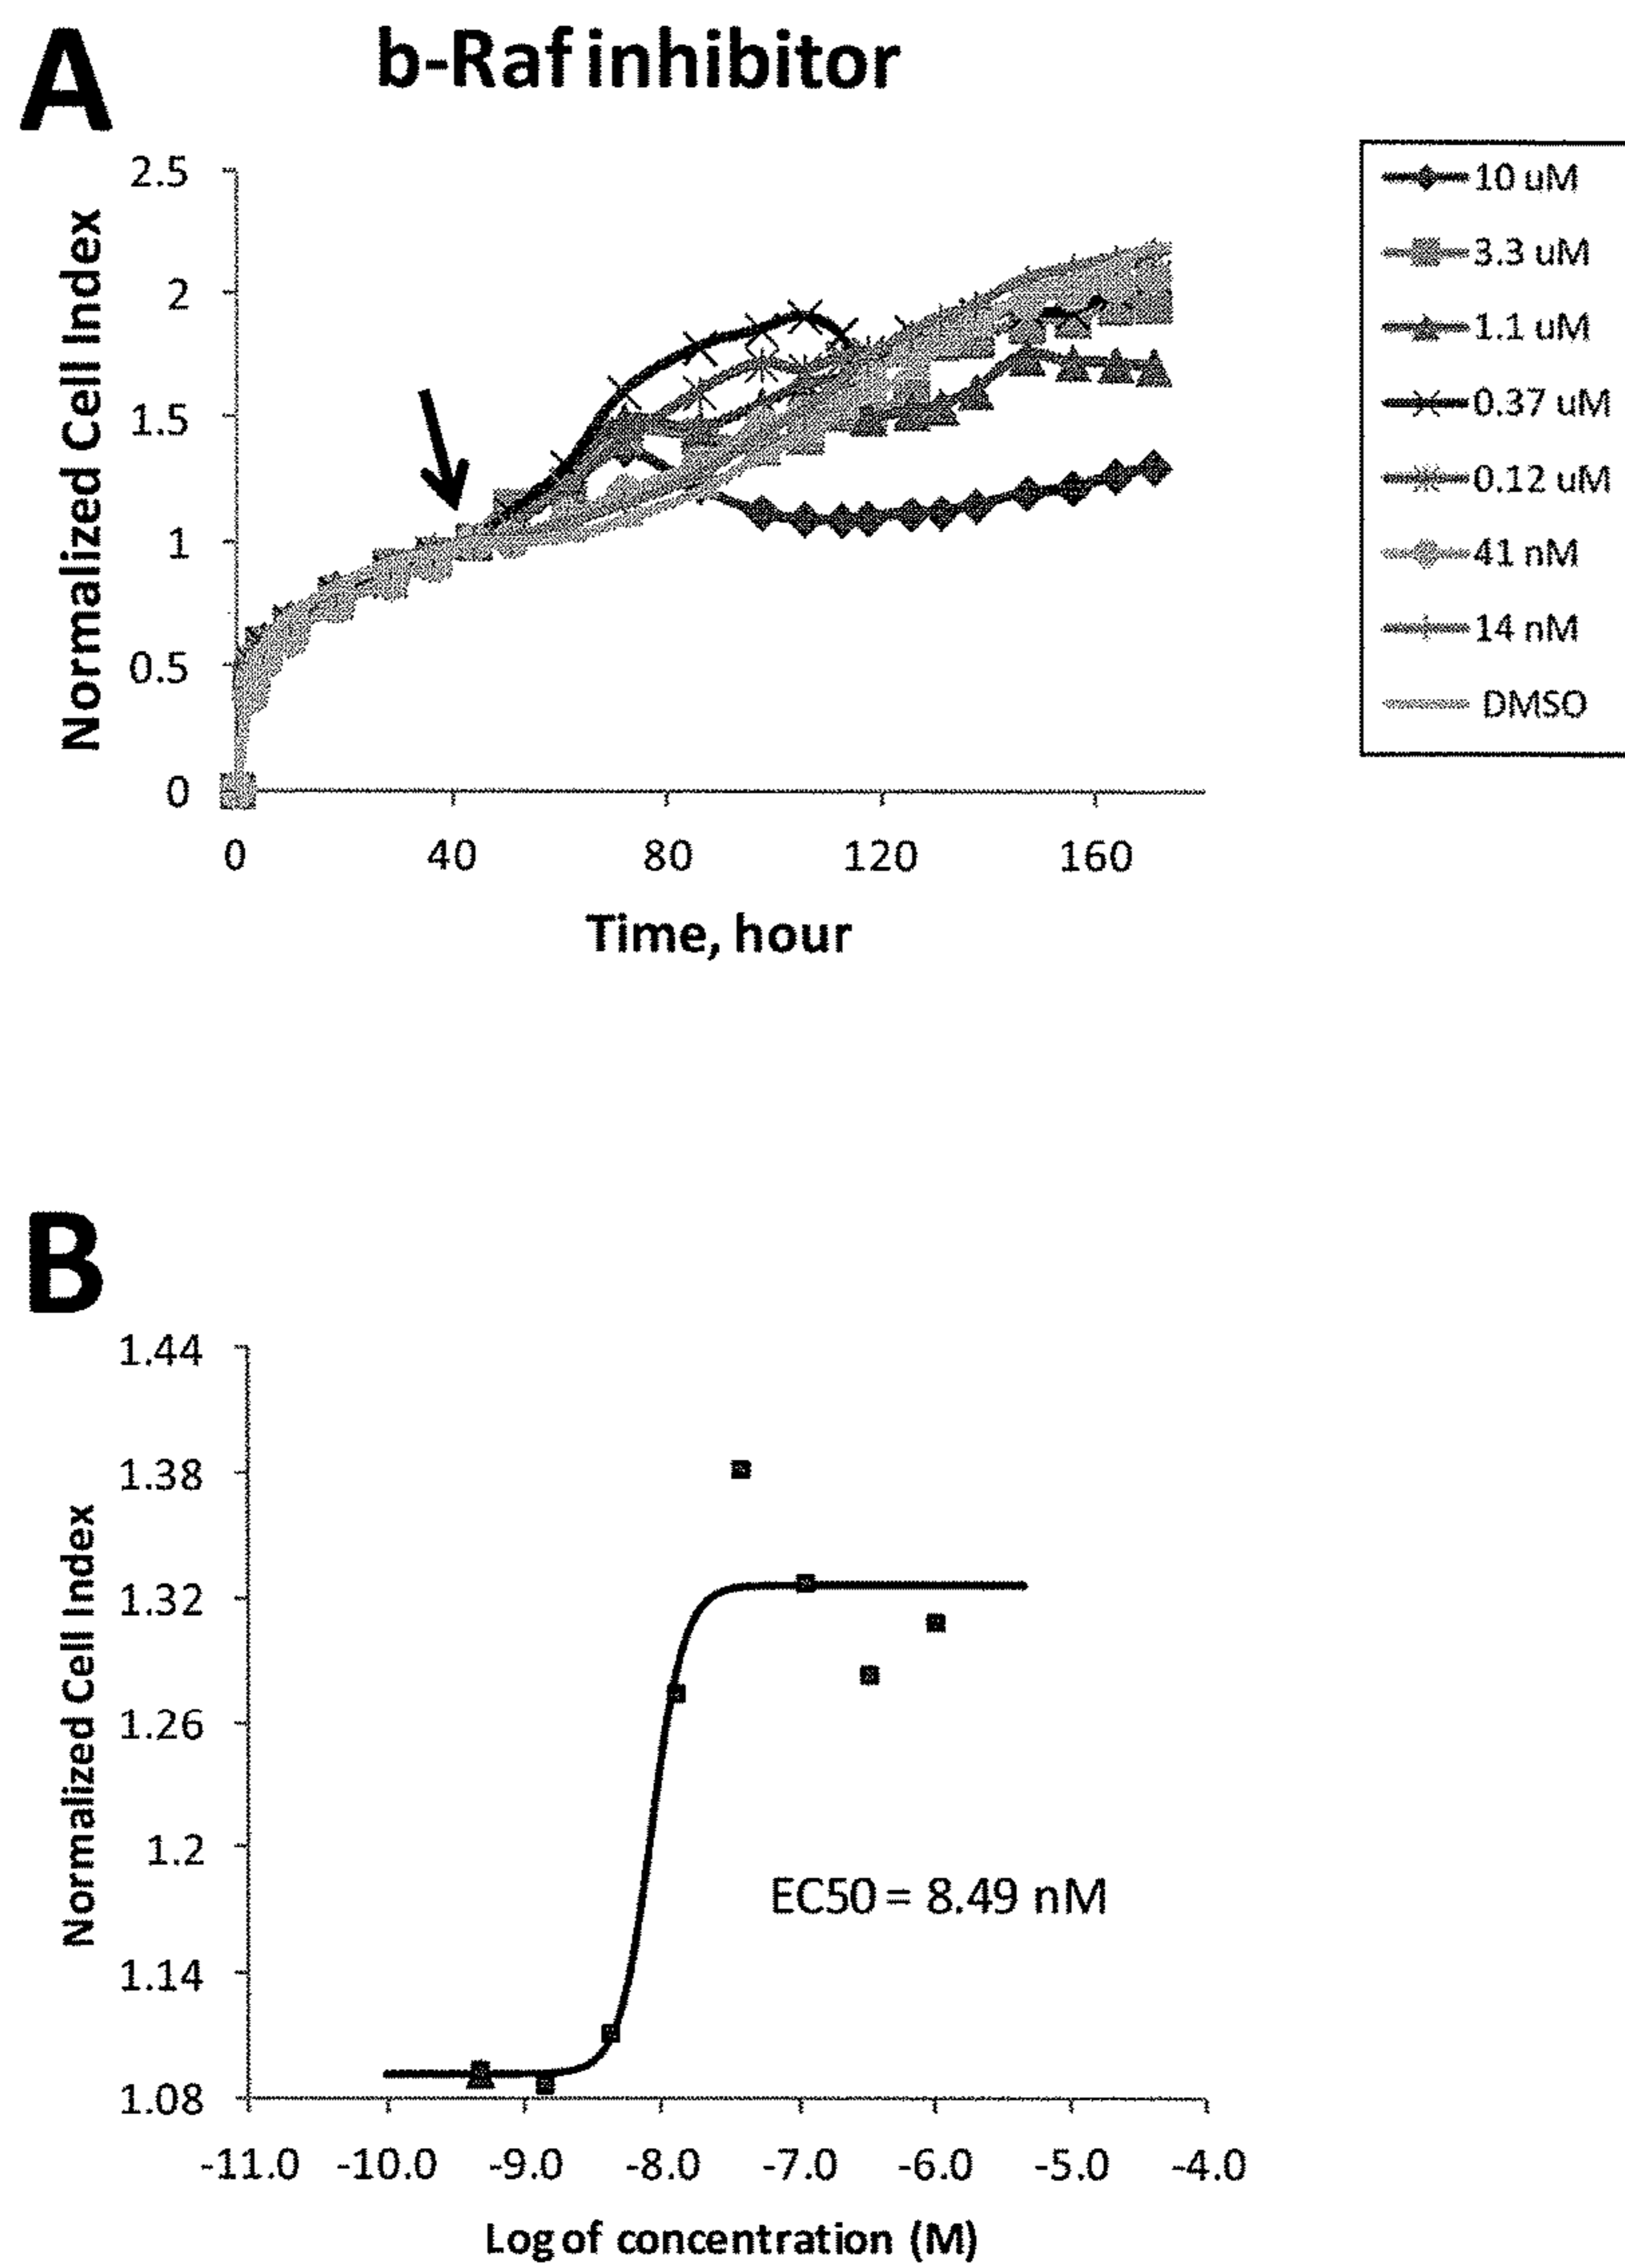 A
b-Raf inhibitor
Normalized Cell Index
2.5
2
1.5
1
0.5
0
0 40 80 120 160
Time, hour
10 uM
3.3 uM
1.1 uM
0.37 uM
0.12 uM
41 nM
14 nM
DMSO
B
Normalized Cell Index
1.44
1.38
1.32
1.26
1.2
1.14
1.08
EC50 = 8.49 nM
-11.0 -10.0 -9.0 -8.0 -7.0 -6.0 -5.0 -4.0
Log of concentration (M)